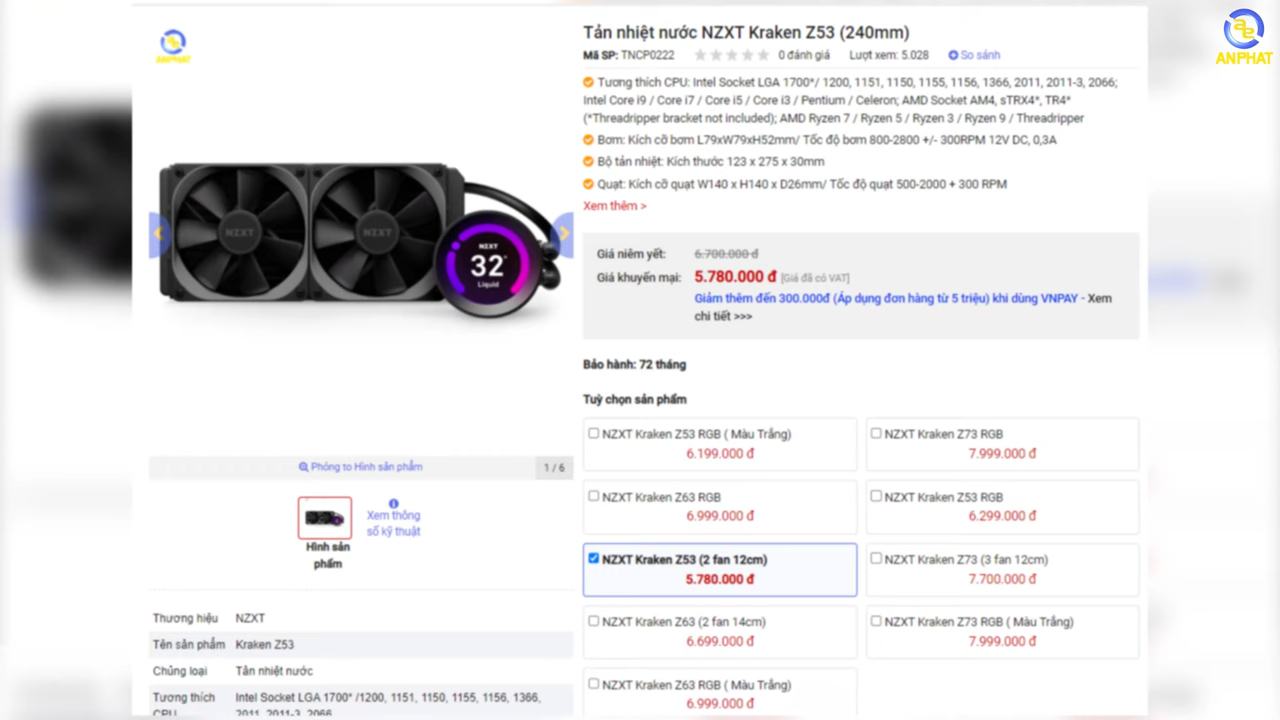 ANPHAT
ANPHAT
Tản nhiệt nước NZXT Kraken Z53 (240mm)
Mã SP: TNCP0222 0 đánh giá Lượt xem: 5.028 So sánh
Tương thích CPU: Intel Socket LGA 1700*/ 1200, 1151, 1150, 1155, 1156, 1366, 2011, 2011-3, 2066;
Intel Core i9 / Core i7 / Core i5 / Core i3 / Pentium / Celeron; AMD Socket AM4, sTRX4*, TR4*
(*Threadripper bracket not included); AMD Ryzen 7 / Ryzen 5 / Ryzen 3 / Ryzen 9 / Threadripper
Bơm: Kích cỡ bơm L79xW79xH52mm/ Tốc độ bơm 800-2800 +/- 300RPM 12V DC, 0,3A
Bộ tản nhiệt: Kích thước 123 x 275 x 30mm
Quạt: Kích cỡ quạt W140 x H140 x D26mm/ Tốc độ quạt 500-2000 + 300 RPM
Xem thêm >
NZXT
NZXT
NZXT
32°
Liquid
Giá niêm yết: 6.700.000 đ
Giá khuyến mại: 5.780.000 đ [Giá đã có VAT]
Giảm thêm đến 300.000đ (Áp dụng đơn hàng từ 5 triệu) khi dùng VNPAY - Xem
chi tiết >>>
Bảo hành: 72 tháng
Tuỳ chọn sản phẩm
NZXT Kraken Z53 RGB ( Màu Trắng)
6.199.000 đ
NZXT Kraken Z73 RGB
7.999.000 đ
NZXT Kraken Z63 RGB
6.999.000 đ
NZXT Kraken Z53 RGB
6.299.000 đ
NZXT Kraken Z53 (2 fan 12cm)
5.780.000 đ
NZXT Kraken Z73 (3 fan 12cm)
7.700.000 đ
NZXT Kraken Z63 (2 fan 14cm)
6.699.000 đ
NZXT Kraken Z73 RGB ( Màu Trắng)
7.999.000 đ
NZXT Kraken Z63 RGB ( Màu Trắng)
6.999.000 đ
Phóng to Hình sản phẩm 1 / 6
Hình sản
phẩm
Xem thông
số kỹ thuật
Thương hiệu NZXT
Tên sản phẩm Kraken Z53
Chủng loại Tản nhiệt nước
Tương thích Intel Socket LGA 1700* /1200, 1151, 1150, 1155, 1156, 1366,
CPU 2011, 2011-3, 2066